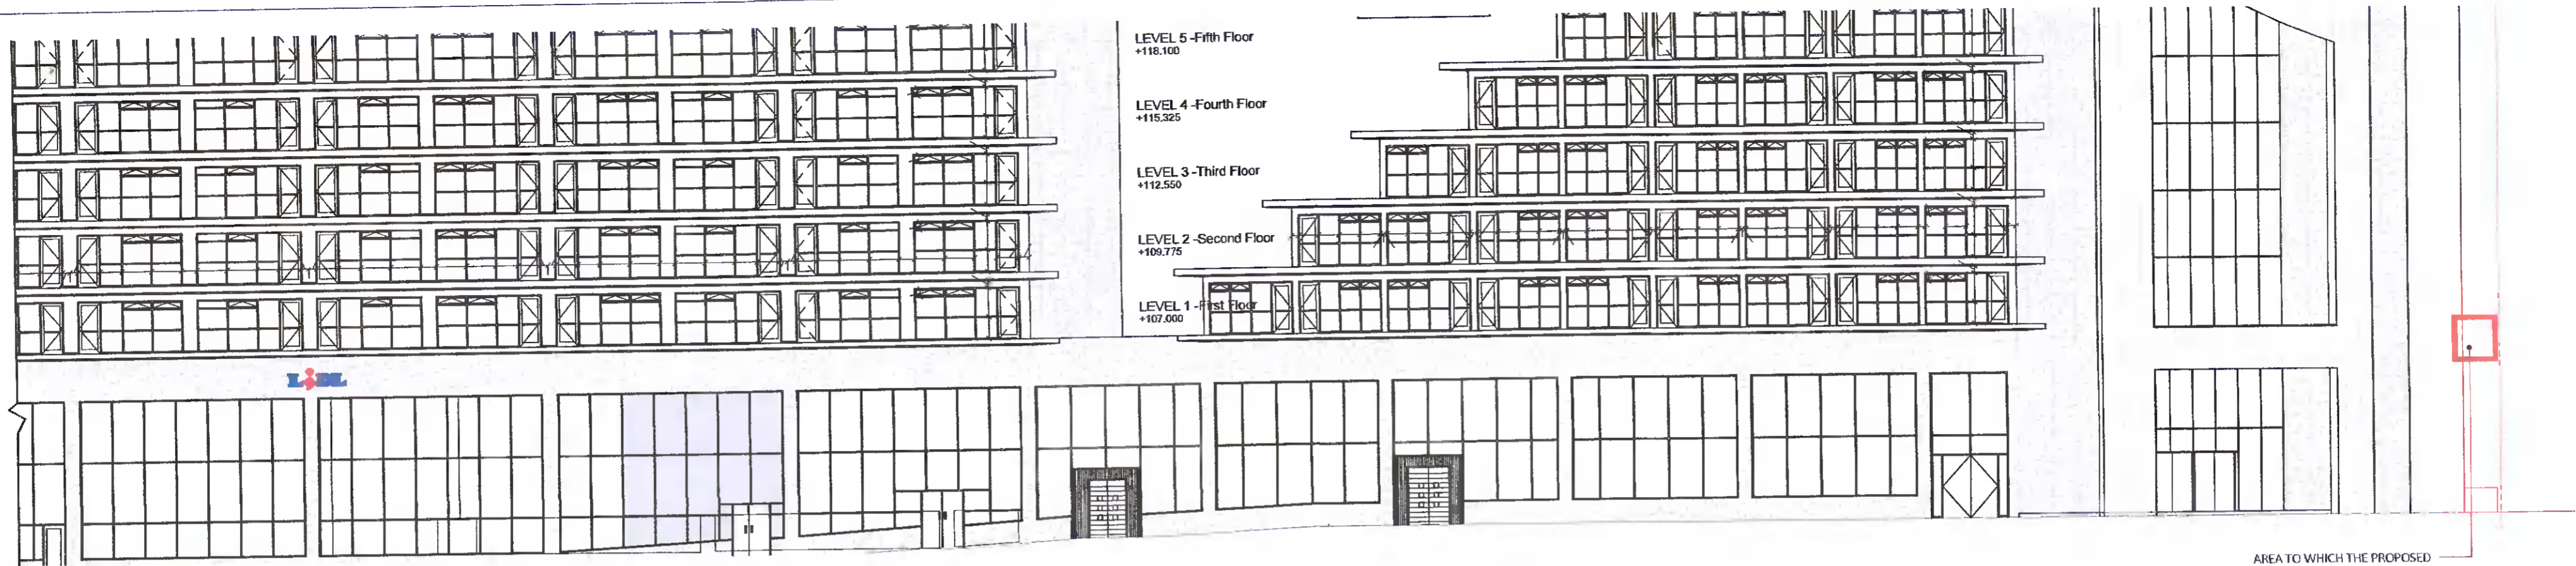 LEVEL 5 -Fifth Floor
+118.100
LEVEL 4 -Fourth Floor
+115.325
LEVEL 3 -Third Floor
+112.550
LEVEL 2 -Second Floor
+109.775
LEVEL 1 -First Floor
+107.000
LiDL
AREA TO WHICH THE PROPOSED